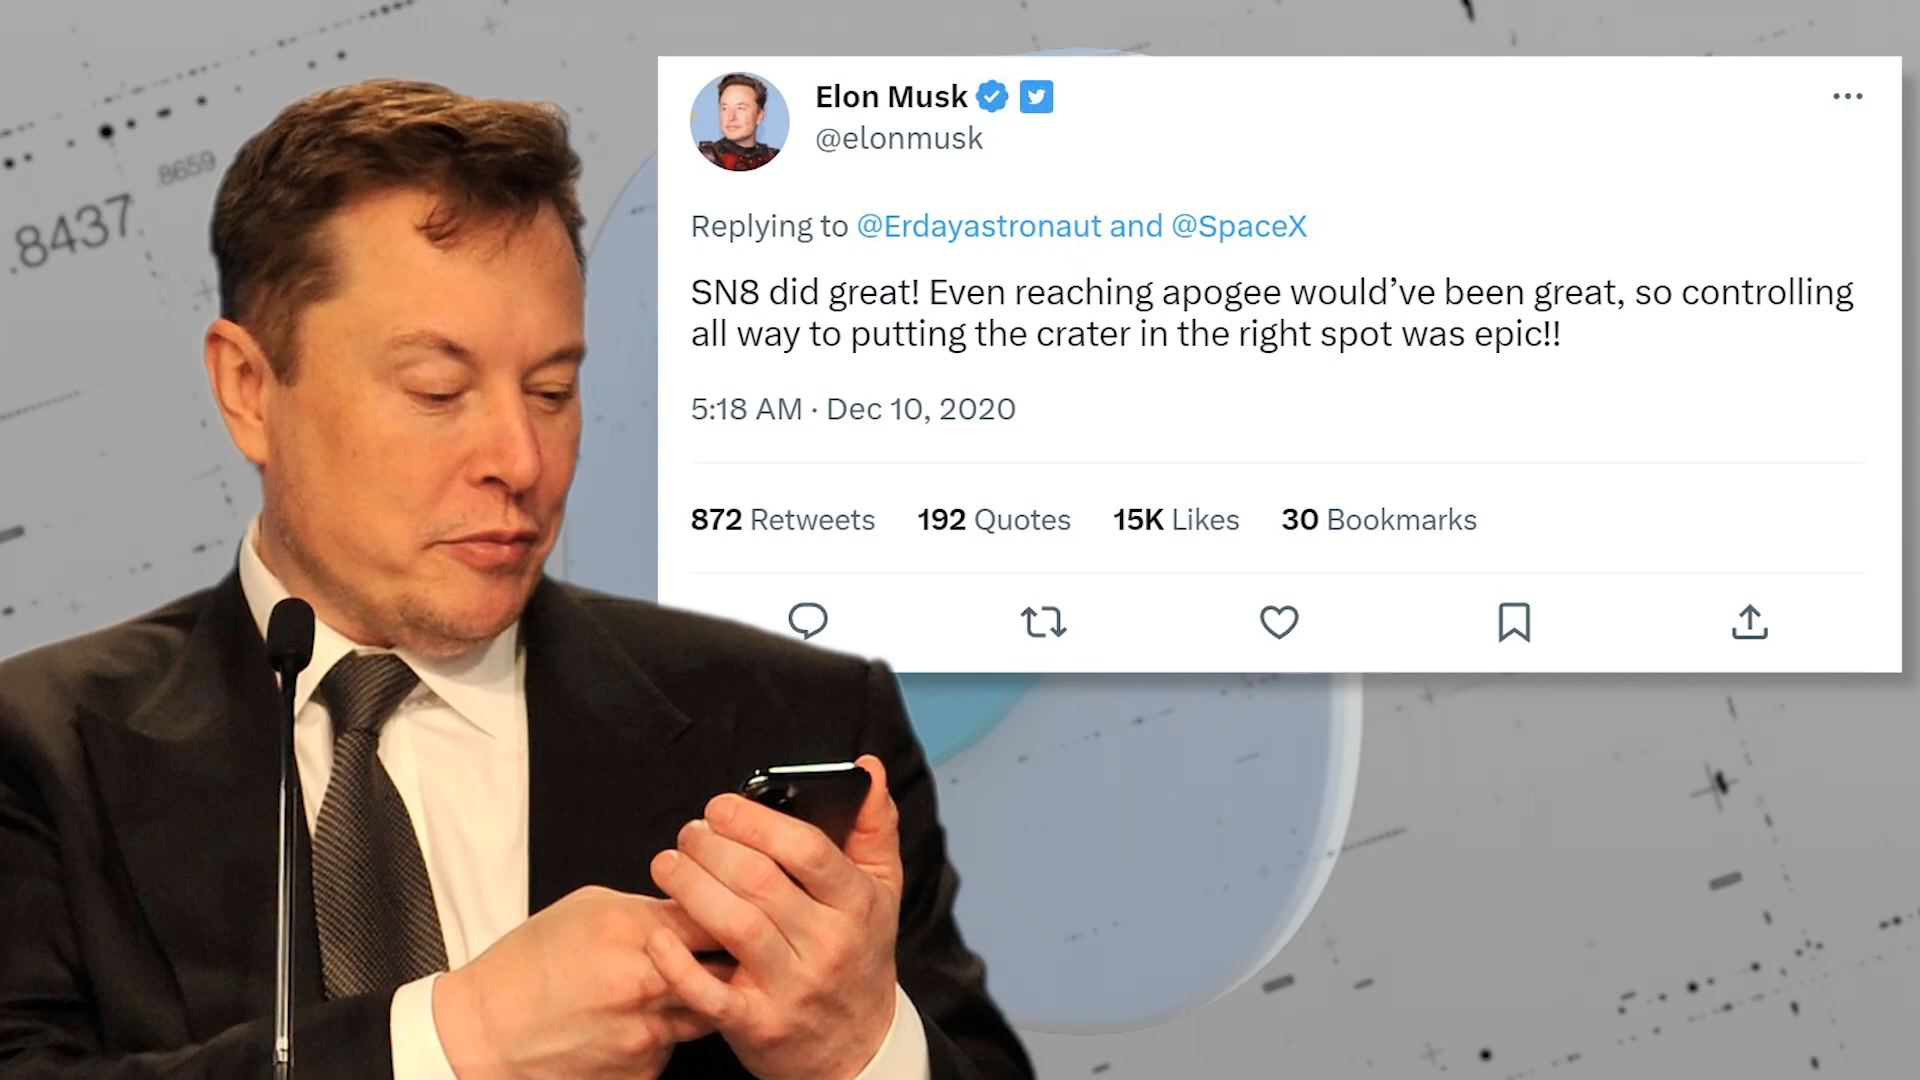 .8659
.8437
Elon Musk
@elonmusk
Replying to @Erdayastronaut and @SpaceX
SN8 did great! Even reaching apogee would’ve been great, so controlling
all way to putting the crater in the right spot was epic!!
5:18 AM · Dec 10, 2020
872 Retweets 192 Quotes 15K Likes 30 Bookmarks